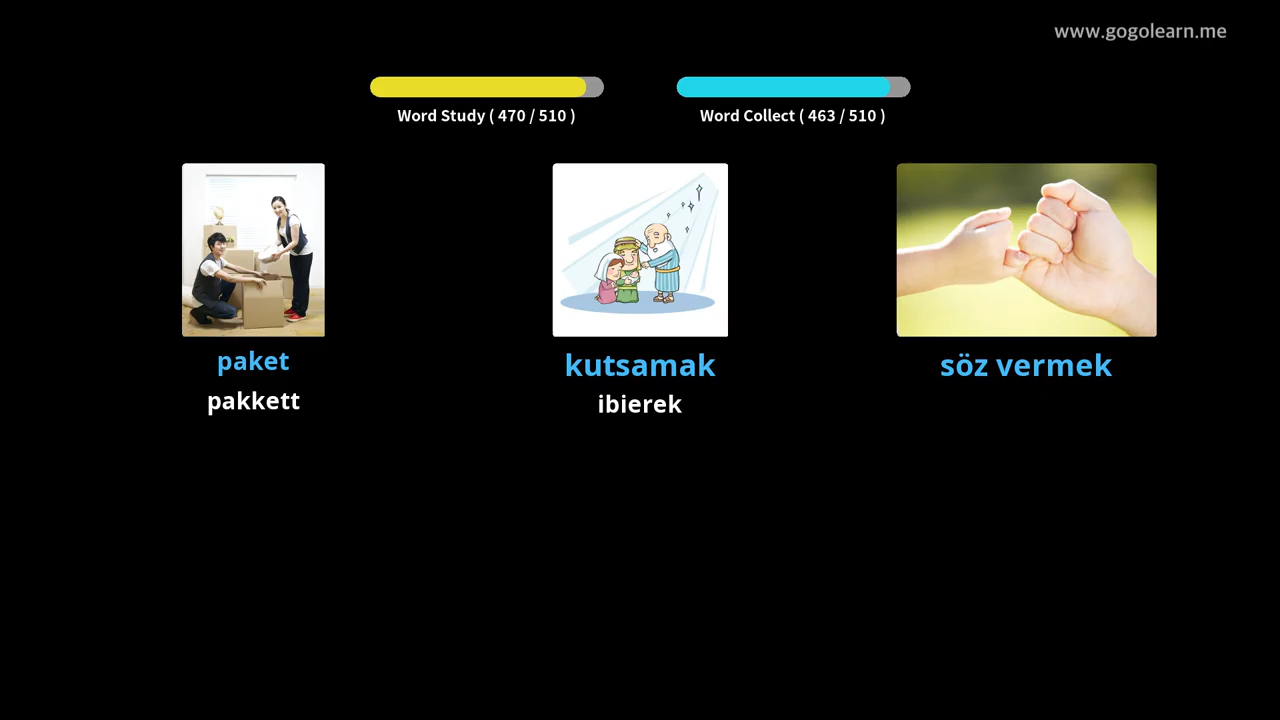 www.gogolearn.me
Word Study ( 470 / 510 )
Word Collect ( 463 / 510 )
paket
pakkett
kutsamak
ibierek
söz vermek